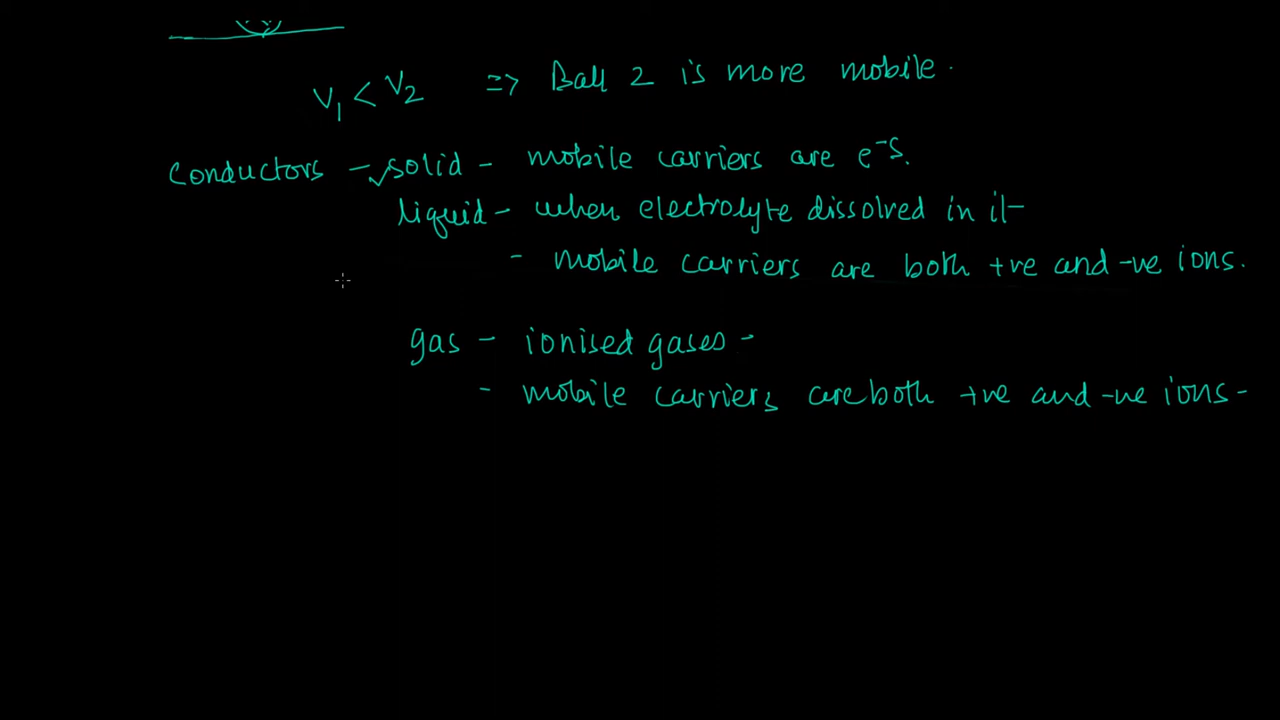 V₁ < V₂ => Ball 2 is more mobile.
Conductors - ✓solid - mobile carriers are e⁻s.
liquid - when electrolyte dissolved in it -
- mobile carriers are both +ve and -ve ions.
gas - ionised gases -
- mobile carriers are both +ve and -ve ions -